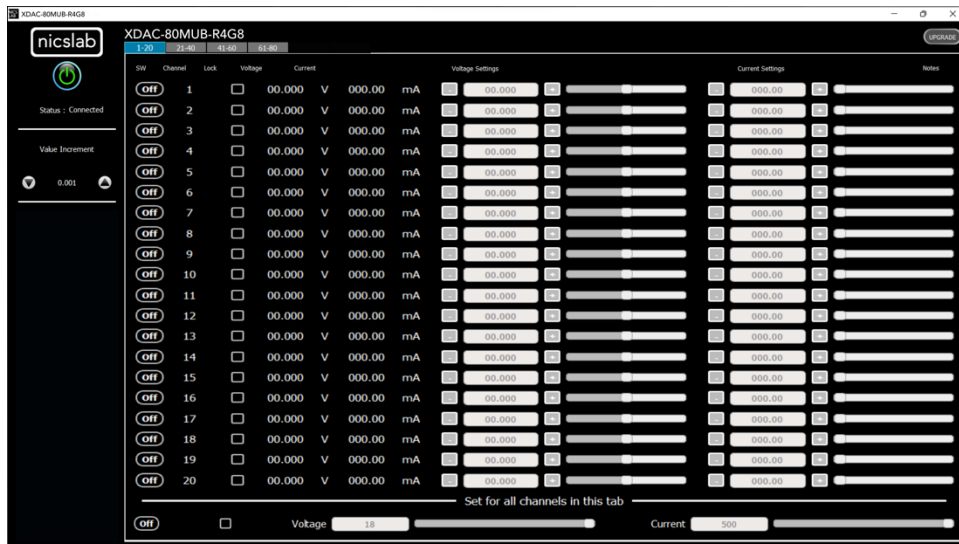 XDAC-80MUB-R4G8
nicslab
XDAC-80MUB-R4G8
UPGRADE
1-20 21-40 41-60 61-80
SW Channel Lock Voltage Current Voltage Settings Current Settings Notes
Status : Connected
Value Increment
0.001
Off 1 00.000 V 000.00 mA - 00.000 + - 000.00 +
Off 2 00.000 V 000.00 mA - 00.000 + - 000.00 +
Off 3 00.000 V 000.00 mA - 00.000 + - 000.00 +
Off 4 00.000 V 000.00 mA - 00.000 + - 000.00 +
Off 5 00.000 V 000.00 mA - 00.000 + - 000.00 +
Off 6 00.000 V 000.00 mA - 00.000 + - 000.00 +
Off 7 00.000 V 000.00 mA - 00.000 + - 000.00 +
Off 8 00.000 V 000.00 mA - 00.000 + - 000.00 +
Off 9 00.000 V 000.00 mA - 00.000 + - 000.00 +
Off 10 00.000 V 000.00 mA - 00.000 + - 000.00 +
Off 11 00.000 V 000.00 mA - 00.000 + - 000.00 +
Off 12 00.000 V 000.00 mA - 00.000 + - 000.00 +
Off 13 00.000 V 000.00 mA - 00.000 + - 000.00 +
Off 14 00.000 V 000.00 mA - 00.000 + - 000.00 +
Off 15 00.000 V 000.00 mA - 00.000 + - 000.00 +
Off 16 00.000 V 000.00 mA - 00.000 + - 000.00 +
Off 17 00.000 V 000.00 mA - 00.000 + - 000.00 +
Off 18 00.000 V 000.00 mA - 00.000 + - 000.00 +
Off 19 00.000 V 000.00 mA - 00.000 + - 000.00 +
Off 20 00.000 V 000.00 mA - 00.000 + - 000.00 +
Set for all channels in this tab
Off Voltage 18 Current 500